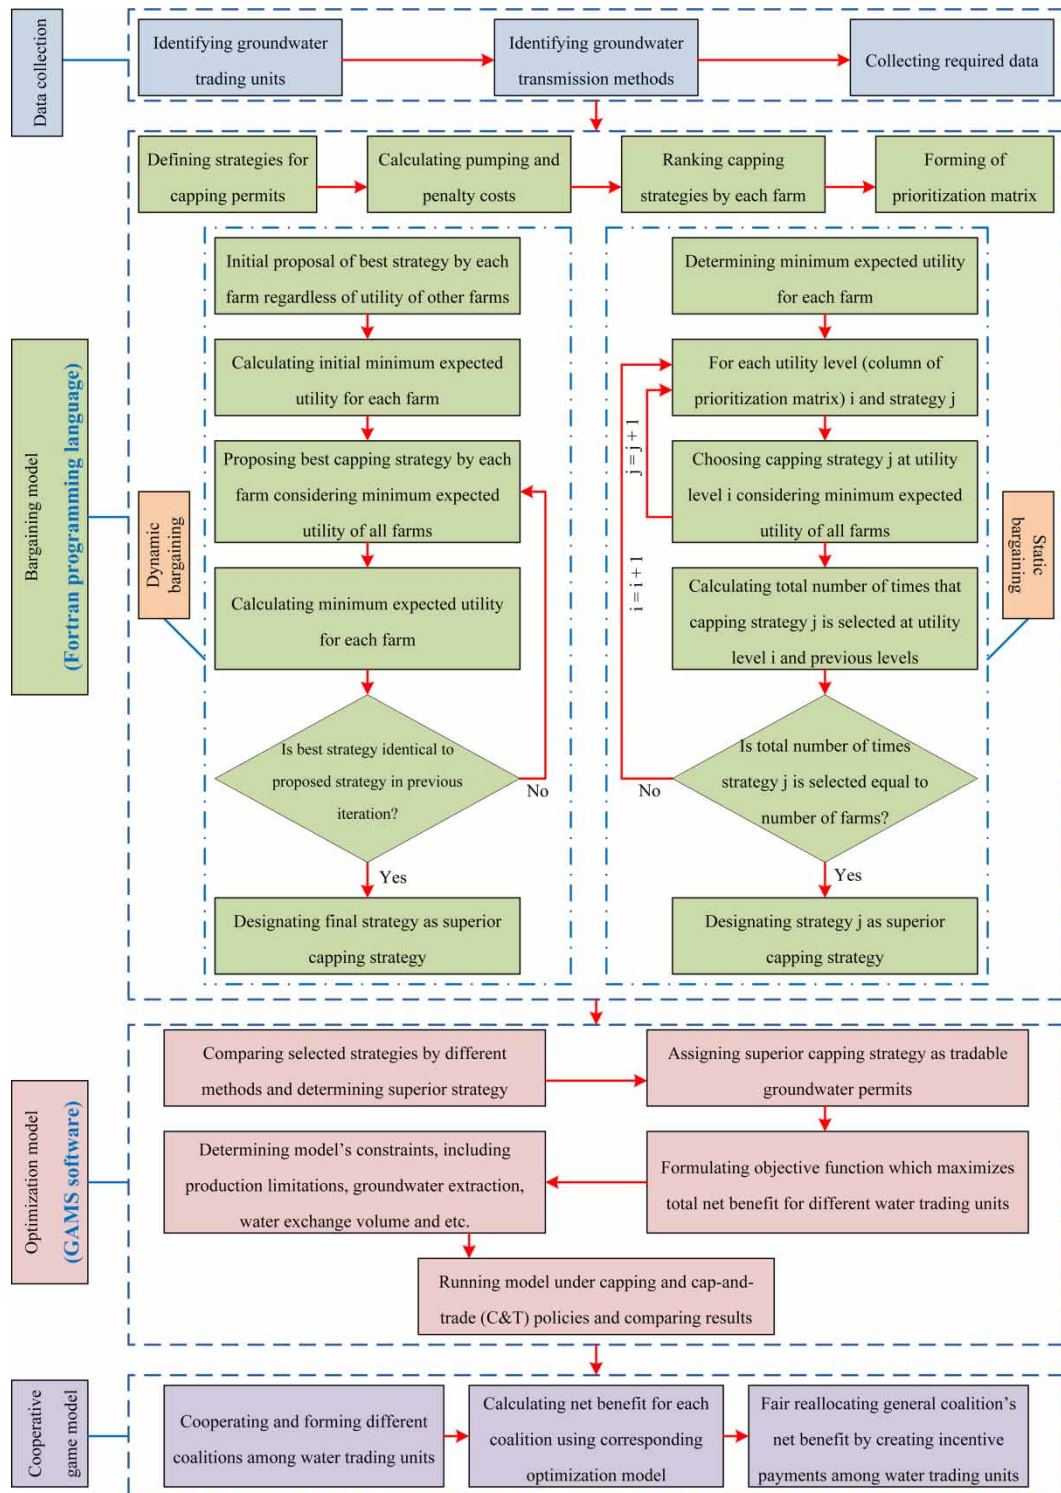 Data collection
Identifying groundwater
trading units
Identifying groundwater
transmission methods
Collecting required data
Bargaining model
(Fortran programming language)
Defining strategies for
capping permits
Calculating pumping and
penalty costs
Ranking capping
strategies by each farm
Forming of
prioritization matrix
Dynamic
bargaining
Initial proposal of best strategy by each
farm regardless of utility of other farms
Calculating initial minimum expected
utility for each farm
Proposing best capping strategy by each
farm considering minimum expected
utility of all farms
Calculating minimum expected utility
for each farm
Is best strategy identical to
proposed strategy in previous
iteration?
No
Yes
Designating final strategy as superior
capping strategy
Static
bargaining
Determining minimum expected utility
for each farm
For each utility level (column of
prioritization matrix) i and strategy j
j = j + 1
i = i + 1
Choosing capping strategy j at utility
level i considering minimum expected
utility of all farms
Calculating total number of times that
capping strategy j is selected at utility
level i and previous levels
Is total number of times
strategy j is selected equal to
number of farms?
No
Yes
Designating strategy j as superior
capping strategy
Optimization model
(GAMS software)
Comparing selected strategies by different
methods and determining superior strategy
Assigning superior capping strategy as tradable
groundwater permits
Formulating objective function which maximizes
total net benefit for different water trading units
Determining model's constraints, including
production limitations, groundwater extraction,
water exchange volume and etc.
Running model under capping and cap-and-
trade (C&T) policies and comparing results
Cooperative
game model
Cooperating and forming different
coalitions among water trading units
Calculating net benefit for each
coalition using corresponding
optimization model
Fair reallocating general coalition's
net benefit by creating incentive
payments among water trading units